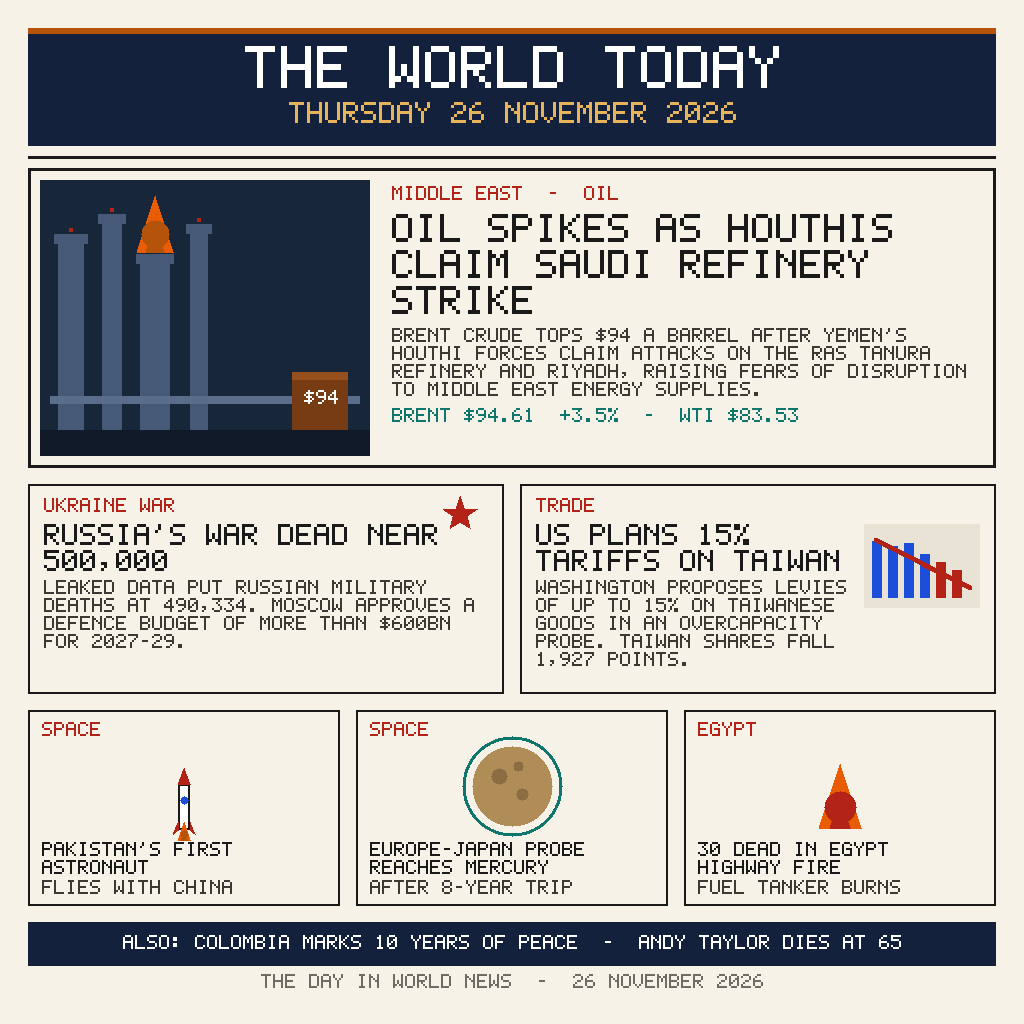 THE WORLD TODAY
THURSDAY 26 NOVEMBER 2026
$94
MIDDLE EAST - OIL
OIL SPIKES AS HOUTHIS
CLAIM SAUDI REFINERY
STRIKE
BRENT CRUDE TOPS $94 A BARREL AFTER YEMEN'S
HOUTHI FORCES CLAIM ATTACKS ON THE RAS TANURA
REFINERY AND RIYADH, RAISING FEARS OF DISRUPTION
TO MIDDLE EAST ENERGY SUPPLIES.
BRENT $94.61 +3.5% - WTI $83.53
UKRAINE WAR
RUSSIA'S WAR DEAD NEAR
500,000
LEAKED DATA PUT RUSSIAN MILITARY
DEATHS AT 490,334. MOSCOW APPROVES A
DEFENCE BUDGET OF MORE THAN $600BN
FOR 2027-29.
TRADE
US PLANS 15%
TARIFFS ON TAIWAN
WASHINGTON PROPOSES LEVIES
OF UP TO 15% ON TAIWANESE
GOODS IN AN OVERCAPACITY
PROBE. TAIWAN SHARES FALL
1,927 POINTS.
SPACE
PAKISTAN'S FIRST
ASTRONAUT
FLIES WITH CHINA
SPACE
EUROPE-JAPAN PROBE
REACHES MERCURY
AFTER 8-YEAR TRIP
EGYPT
30 DEAD IN EGYPT
HIGHWAY FIRE
FUEL TANKER BURNS
ALSO: COLOMBIA MARKS 10 YEARS OF PEACE - ANDY TAYLOR DIES AT 65
THE DAY IN WORLD NEWS - 26 NOVEMBER 2026